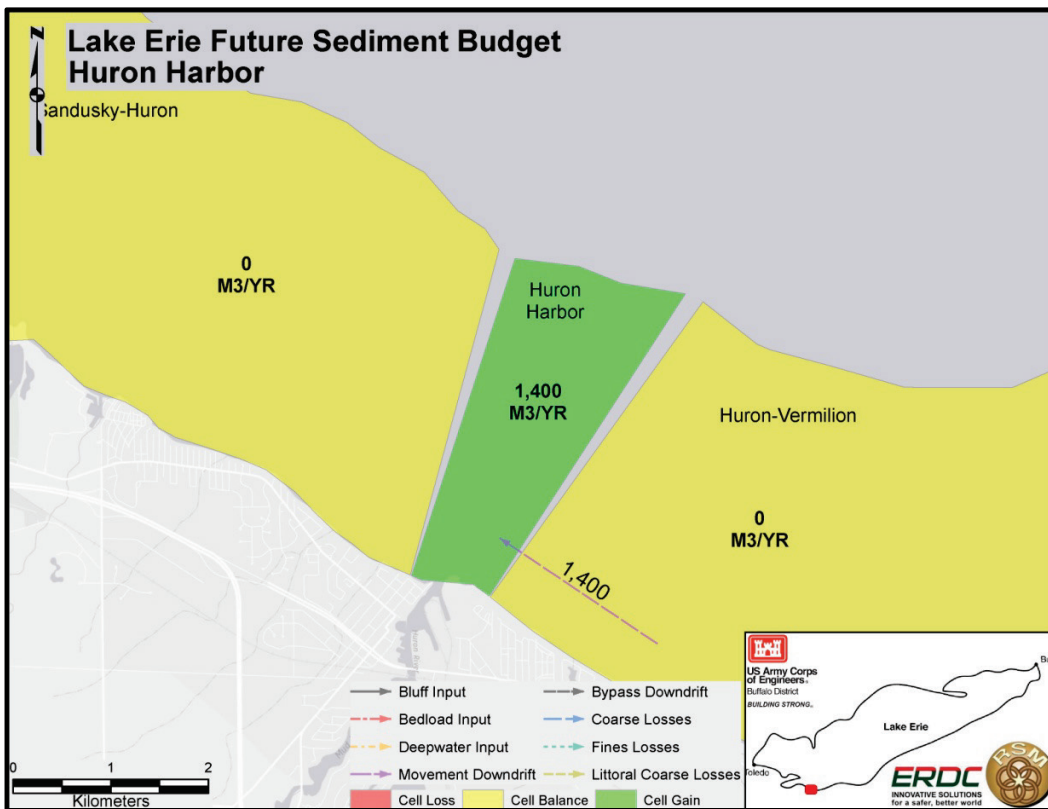 N
Lake Erie Future Sediment Budget
Huron Harbor
Sandusky-Huron
0
M3/YR
Huron
Harbor
1,400
M3/YR
Huron-Vermilion
0
M3/YR
1,400
Bluff Input
Bypass Downdrift
Bedload Input
Coarse Losses
Deepwater Input
Fines Losses
Movement Downdrift
Littoral Coarse Losses
Cell Loss
Cell Balance
Cell Gain
0 1 2
Kilometers
US Army Corps
of Engineers®
Buffalo District
BUILDING STRONG®
Lake Erie
Toledo
Bu
ERDC
INNOVATIVE SOLUTIONS
for a safer, better world
RSM